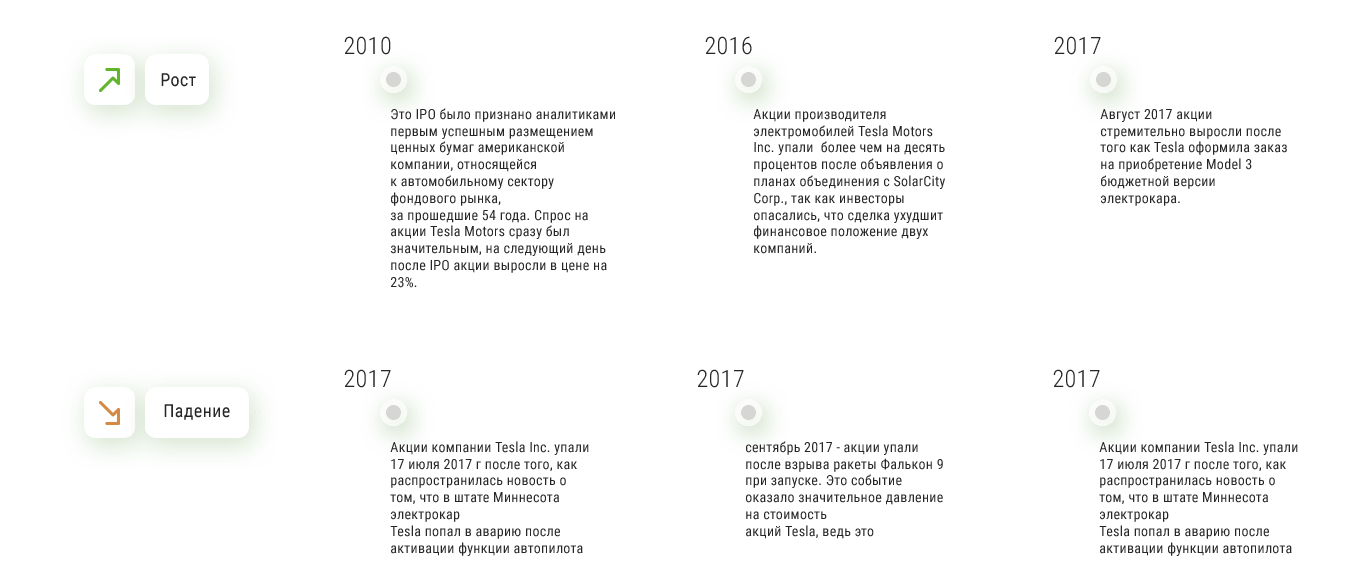 Рост
2010
Это IPO было признано аналитиками
первым успешным размещением
ценных бумаг американской
компании, относящейся
к автомобильному сектору
фондового рынка,
за прошедшие 54 года. Спрос на
акции Tesla Motors сразу был
значительным, на следующий день
после IPO акции выросли в цене на
23%.
2016
Акции производителя
электромобилей Tesla Motors
Inc. упали  более чем на десять
процентов после объявления о
планах объединения с SolarCity
Corp., так как инвесторы
опасались, что сделка ухудшит
финансовое положение двух
компаний.
2017
Август 2017 акции
стремительно выросли после
того как Tesla оформила заказ
на приобретение Model 3
бюджетной версии
электрокара.
Падение
2017
Акции компании Tesla Inc. упали
17 июля 2017 г после того, как
распространилась новость о
том, что в штате Миннесота
электрокар
Tesla попал в аварию после
активации функции автопилота
2017
сентябрь 2017 - акции упали
после взрыва ракеты Фалькон 9
при запуске. Это событие
оказало значительное давление
на стоимость
акций Tesla, ведь это
2017
Акции компании Tesla Inc. упали
17 июля 2017 г после того, как
распространилась новость о
том, что в штате Миннесота
электрокар
Tesla попал в аварию после
активации функции автопилота